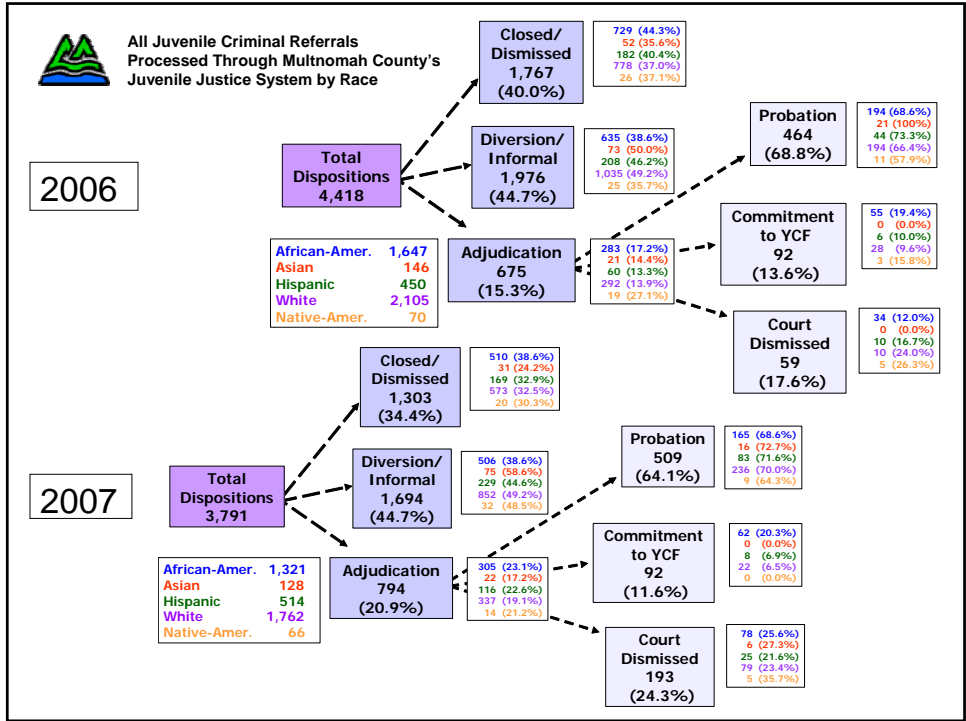 All Juvenile Criminal Referrals
Processed Through Multnomah County's
Juvenile Justice System by Race
2006
Total
Dispositions
4,418
African-Amer. 1,647
Asian 146
Hispanic 450
White 2,105
Native-Amer. 70
Closed/
Dismissed
1,767
(40.0%)
729 (44.3%)
52 (35.6%)
182 (40.4%)
778 (37.0%)
26 (37.1%)
Diversion/
Informal
1,976
(44.7%)
635 (38.6%)
73 (50.0%)
208 (46.2%)
1,035 (49.2%)
25 (35.7%)
Adjudication
675
(15.3%)
283 (17.2%)
21 (14.4%)
60 (13.3%)
292 (13.9%)
19 (27.1%)
Probation
464
(68.8%)
194 (68.6%)
21 (100%)
44 (73.3%)
194 (66.4%)
11 (57.9%)
Commitment
to YCF
92
(13.6%)
55 (19.4%)
0 (0.0%)
6 (10.0%)
28 (9.6%)
3 (15.8%)
Court
Dismissed
59
(17.6%)
34 (12.0%)
0 (0.0%)
10 (16.7%)
10 (24.0%)
5 (26.3%)
2007
Total
Dispositions
3,791
African-Amer. 1,321
Asian 128
Hispanic 514
White 1,762
Native-Amer. 66
Closed/
Dismissed
1,303
(34.4%)
510 (38.6%)
31 (24.2%)
169 (32.9%)
573 (32.5%)
20 (30.3%)
Diversion/
Informal
1,694
(44.7%)
506 (38.6%)
75 (58.6%)
229 (44.6%)
852 (49.2%)
32 (48.5%)
Adjudication
794
(20.9%)
305 (23.1%)
22 (17.2%)
116 (22.6%)
337 (19.1%)
14 (21.2%)
Probation
509
(64.1%)
165 (68.6%)
16 (72.7%)
83 (71.6%)
236 (70.0%)
9 (64.3%)
Commitment
to YCF
92
(11.6%)
62 (20.3%)
0 (0.0%)
8 (6.9%)
22 (6.5%)
0 (0.0%)
Court
Dismissed
193
(24.3%)
78 (25.6%)
6 (27.3%)
25 (21.6%)
79 (23.4%)
5 (35.7%)